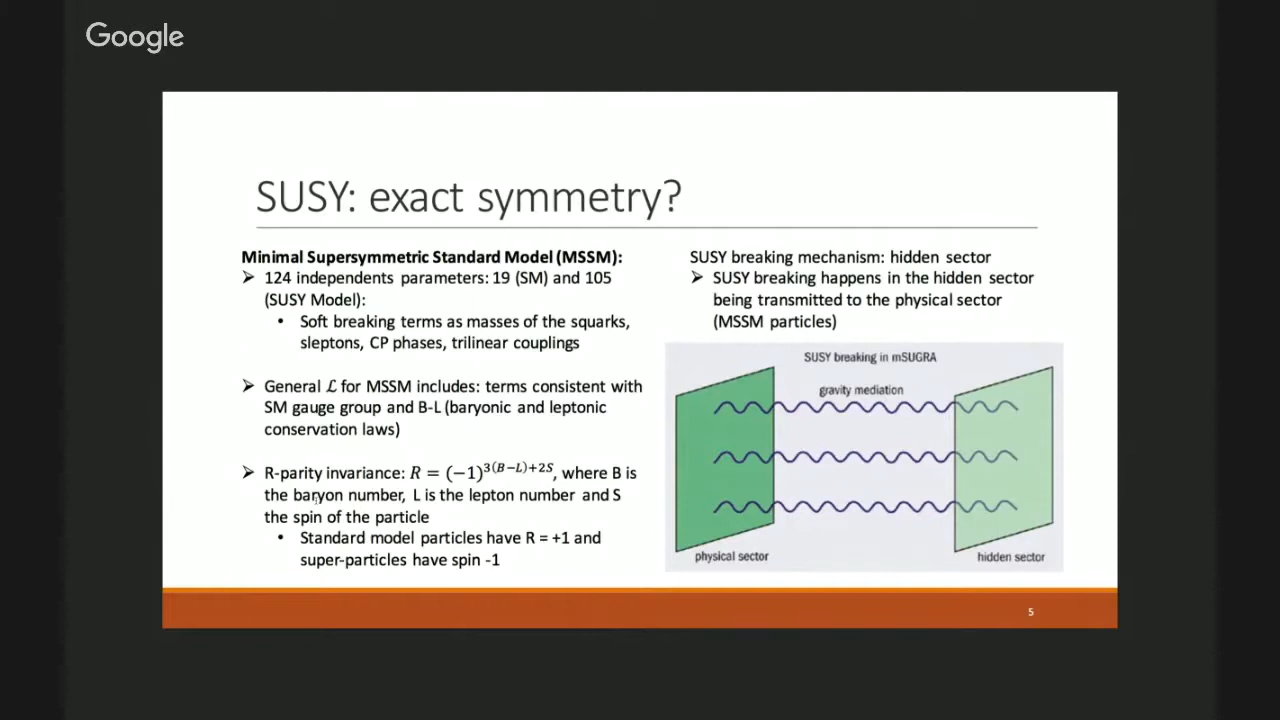 Google
SUSY: exact symmetry?
Minimal Supersymmetric Standard Model (MSSM):
➢ 124 independents parameters: 19 (SM) and 105
(SUSY Model):
• Soft breaking terms as masses of the squarks,
sleptons, CP phases, trilinear couplings
➢ General ℒ for MSSM includes: terms consistent with
SM gauge group and B-L (baryonic and leptonic
conservation laws)
➢ R-parity invariance: R = (−1)^{3(B−L)+2S}, where B is
the baryon number, L is the lepton number and S
the spin of the particle
• Standard model particles have R = +1 and
super-particles have spin -1
SUSY breaking mechanism: hidden sector
➢ SUSY breaking happens in the hidden sector
being transmitted to the physical sector
(MSSM particles)
SUSY breaking in mSUGRA
gravity mediation
physical sector
hidden sector
5